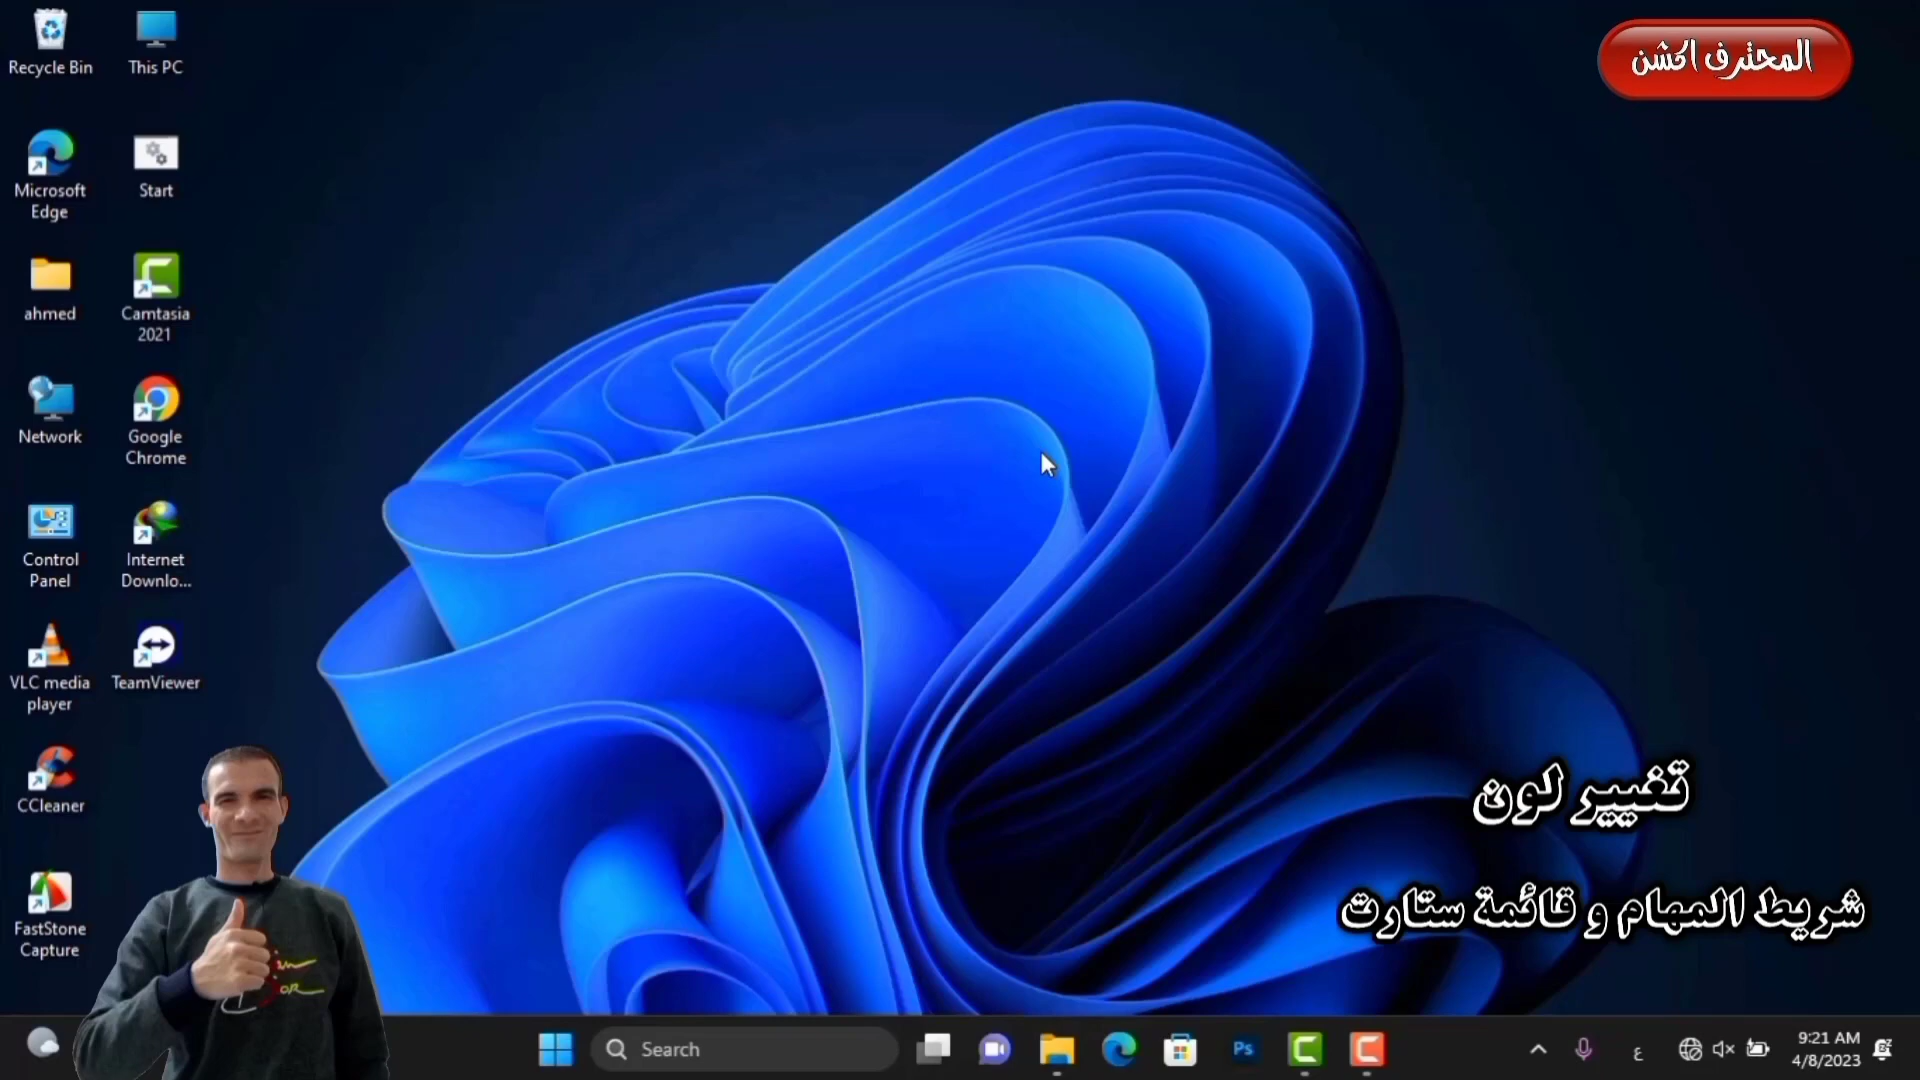 Recycle Bin
This PC
المحترف اكشن
Microsoft
Edge
Start
ahmed
Camtasia
2021
Network
Google
Chrome
Control
Panel
Internet
Downlo...
VLC media
player
TeamViewer
CCleaner
FastStone
Capture
تغيير لون
شريط المهام و قائمة ستارت
Search
Ps
ع
9:21 AM
4/8/2023